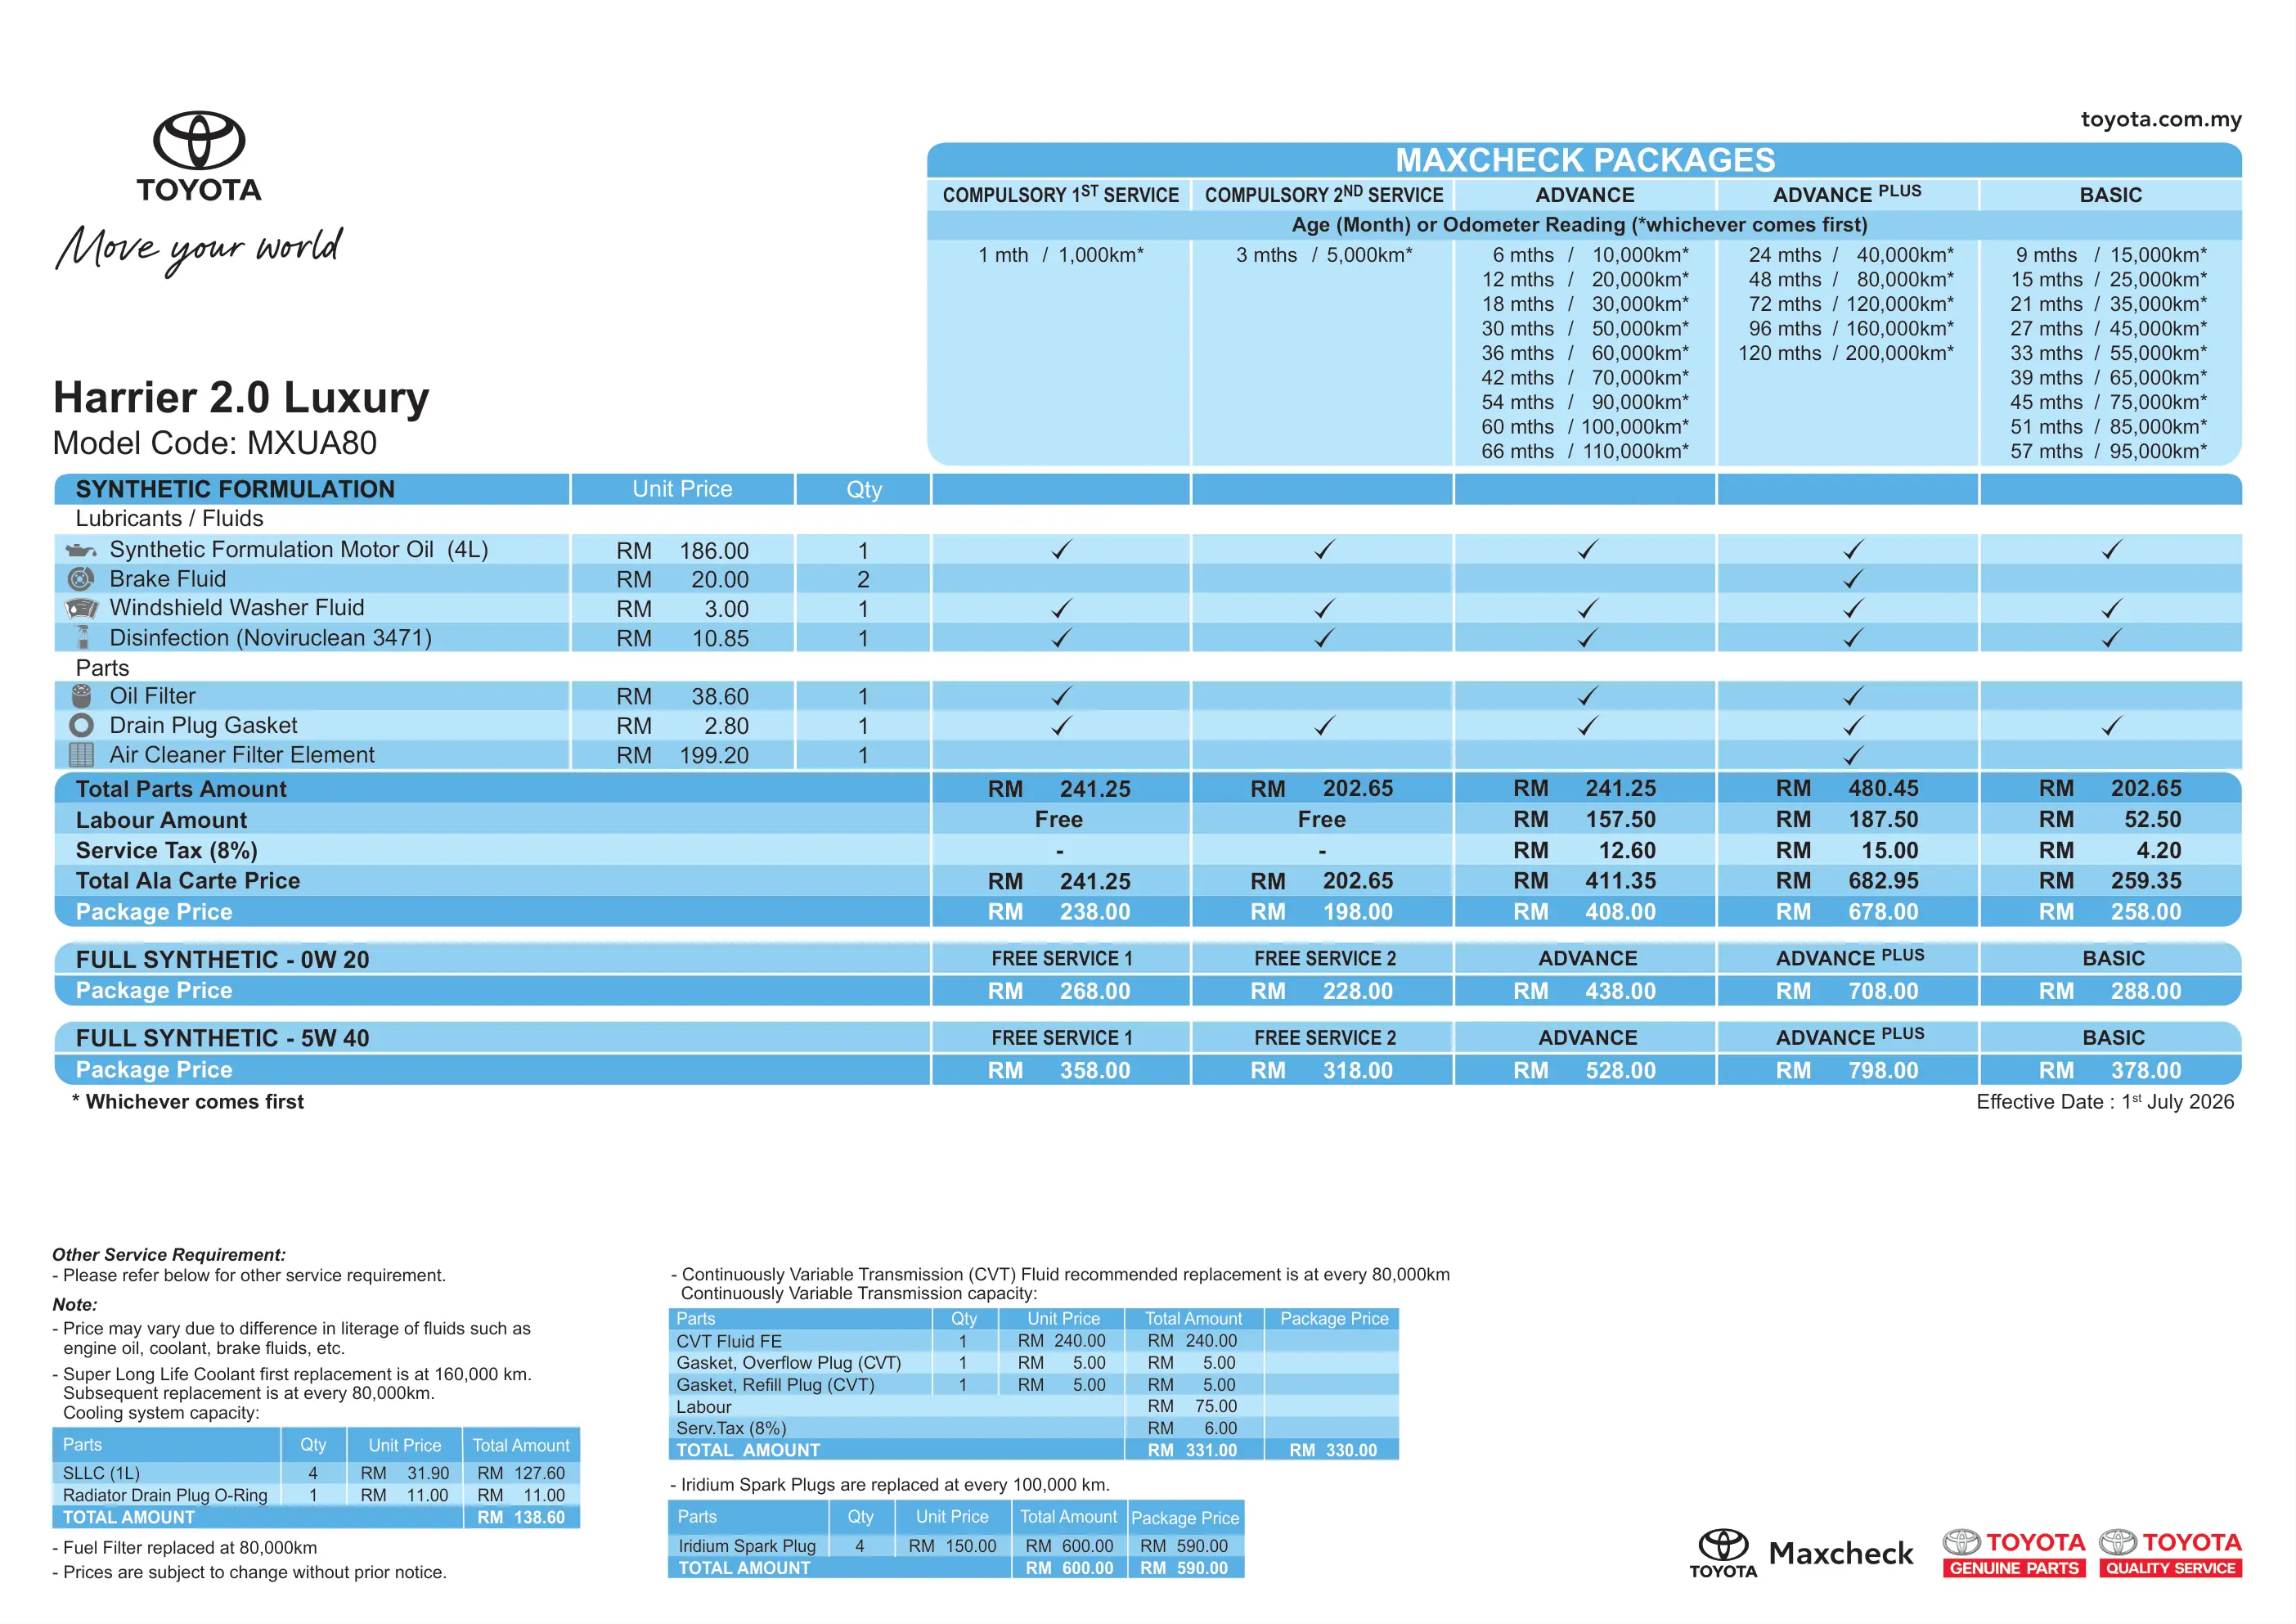 TOYOTA
Move your world
toyota.com.my
Harrier 2.0 Luxury
Model Code: MXUA80
MAXCHECK PACKAGES
COMPULSORY 1ST SERVICE COMPULSORY 2ND SERVICE ADVANCE ADVANCE PLUS BASIC
Age (Month) or Odometer Reading (*whichever comes first)
1 mth / 1,000km* 3 mths / 5,000km* 6 mths / 10,000km* 24 mths / 40,000km* 9 mths / 15,000km*
12 mths / 20,000km* 48 mths / 80,000km* 15 mths / 25,000km*
18 mths / 30,000km* 72 mths / 120,000km* 21 mths / 35,000km*
30 mths / 50,000km* 96 mths / 160,000km* 27 mths / 45,000km*
36 mths / 60,000km* 120 mths / 200,000km* 33 mths / 55,000km*
42 mths / 70,000km* 39 mths / 65,000km*
54 mths / 90,000km* 45 mths / 75,000km*
60 mths / 100,000km* 51 mths / 85,000km*
66 mths / 110,000km* 57 mths / 95,000km*
SYNTHETIC FORMULATION Unit Price Qty
Lubricants / Fluids
Synthetic Formulation Motor Oil (4L) RM 186.00 1 ✓ ✓ ✓ ✓ ✓
Brake Fluid RM 20.00 2 ✓
Windshield Washer Fluid RM 3.00 1 ✓ ✓ ✓ ✓ ✓
Disinfection (Noviruclean 3471) RM 10.85 1 ✓ ✓ ✓ ✓ ✓
Parts
Oil Filter RM 38.60 1 ✓ ✓ ✓
Drain Plug Gasket RM 2.80 1 ✓ ✓ ✓ ✓ ✓
Air Cleaner Filter Element RM 199.20 1 ✓
Total Parts Amount RM 241.25 RM 202.65 RM 241.25 RM 480.45 RM 202.65
Labour Amount Free Free RM 157.50 RM 187.50 RM 52.50
Service Tax (8%) - - RM 12.60 RM 15.00 RM 4.20
Total Ala Carte Price RM 241.25 RM 202.65 RM 411.35 RM 682.95 RM 259.35
Package Price RM 238.00 RM 198.00 RM 408.00 RM 678.00 RM 258.00
FULL SYNTHETIC - 0W 20 FREE SERVICE 1 FREE SERVICE 2 ADVANCE ADVANCE PLUS BASIC
Package Price RM 268.00 RM 228.00 RM 438.00 RM 708.00 RM 288.00
FULL SYNTHETIC - 5W 40 FREE SERVICE 1 FREE SERVICE 2 ADVANCE ADVANCE PLUS BASIC
Package Price RM 358.00 RM 318.00 RM 528.00 RM 798.00 RM 378.00
* Whichever comes first
Effective Date : 1st July 2026
Other Service Requirement:
- Please refer below for other service requirement.
Note:
- Price may vary due to difference in literage of fluids such as
engine oil, coolant, brake fluids, etc.
- Super Long Life Coolant first replacement is at 160,000 km.
Subsequent replacement is at every 80,000km.
Cooling system capacity:
Parts Qty Unit Price Total Amount
SLLC (1L) 4 RM 31.90 RM 127.60
Radiator Drain Plug O-Ring 1 RM 11.00 RM 11.00
TOTAL AMOUNT RM 138.60
- Fuel Filter replaced at 80,000km
- Prices are subject to change without prior notice.
- Continuously Variable Transmission (CVT) Fluid recommended replacement is at every 80,000km
Continuously Variable Transmission capacity:
Parts Qty Unit Price Total Amount Package Price
CVT Fluid FE 1 RM 240.00 RM 240.00
Gasket, Overflow Plug (CVT) 1 RM 5.00 RM 5.00
Gasket, Refill Plug (CVT) 1 RM 5.00 RM 5.00
Labour RM 75.00
Serv.Tax (8%) RM 6.00
TOTAL AMOUNT RM 331.00 RM 330.00
- Iridium Spark Plugs are replaced at every 100,000 km.
Parts Qty Unit Price Total Amount Package Price
Iridium Spark Plug 4 RM 150.00 RM 600.00 RM 590.00
TOTAL AMOUNT RM 600.00 RM 590.00
TOYOTA
Maxcheck
TOYOTA
GENUINE PARTS
TOYOTA
QUALITY SERVICE